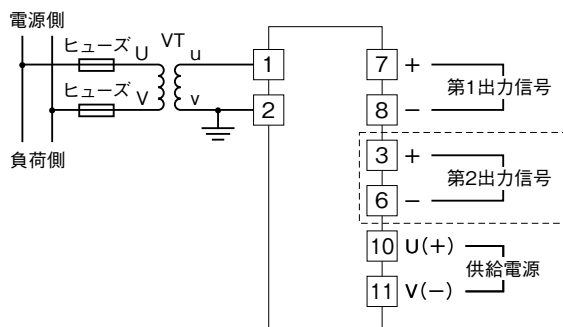 電源側
ヒューズ U VT u
ヒューズ V v
負荷側
1
2
7 +
8 −
第1出力信号
3 +
6 −
第2出力信号
10 U(+)
11 V(−)
供給電源